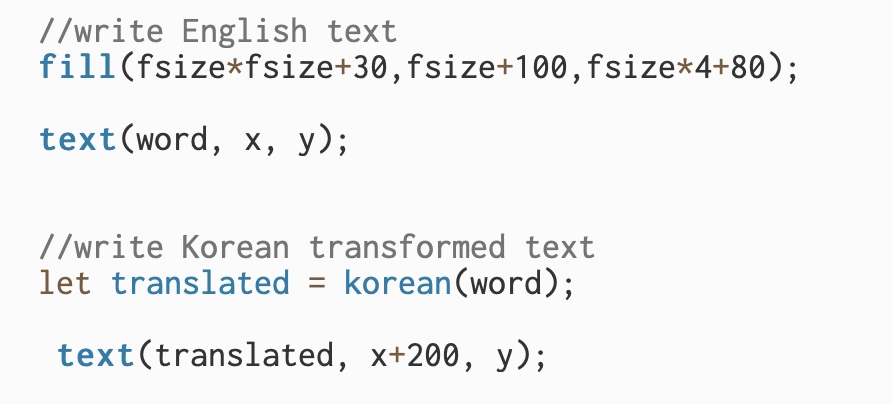 //write English text
fill(fsize*fsize+30,fsize+100,fsize*4+80);
text(word, x, y);
//write Korean transformed text
let translated = korean(word);
text(translated, x+200, y);